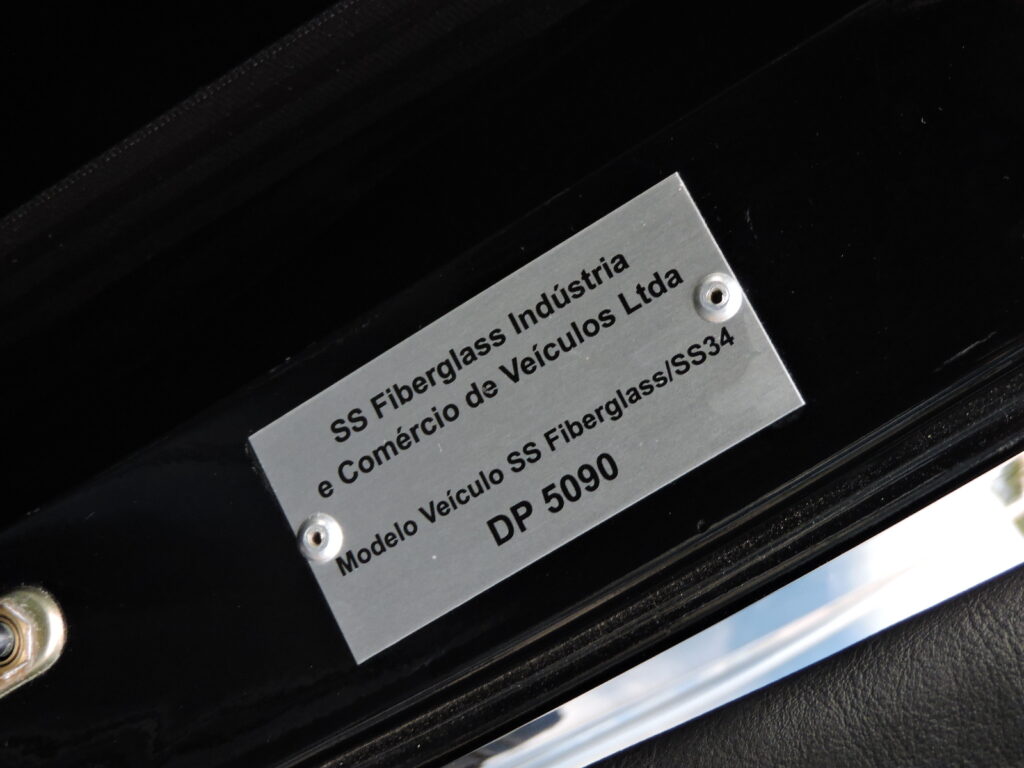 SS Fiberglass Indústria
e Comércio de Veículos Ltda
Modelo Veículo SS Fiberglass/SS34
DP 5090